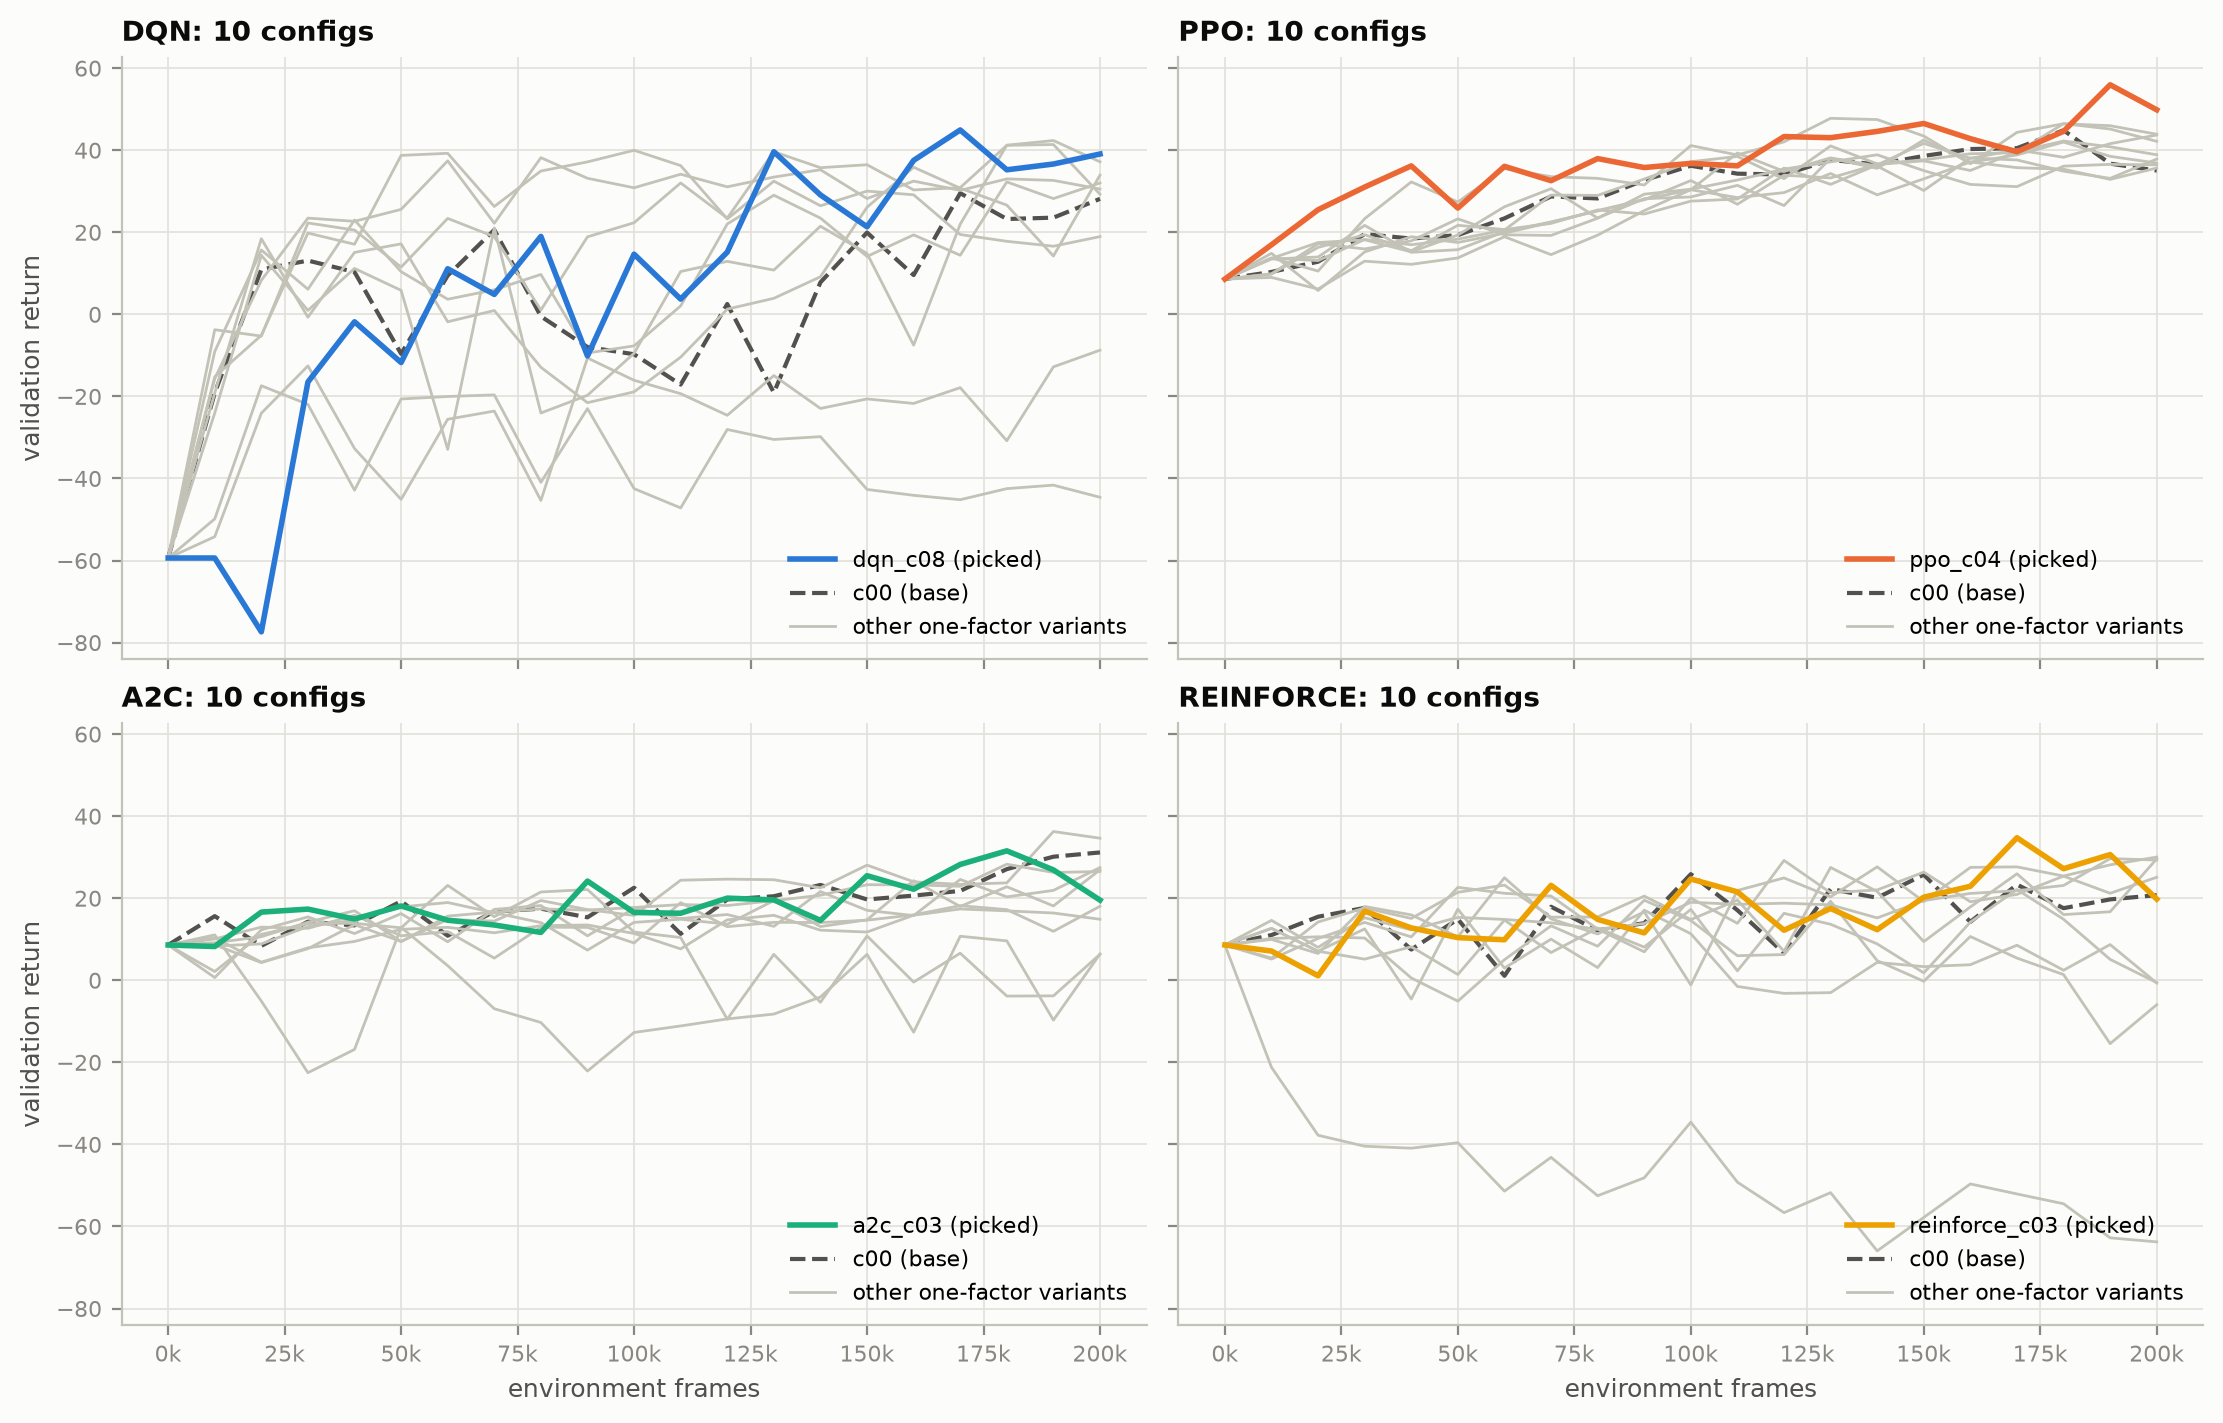 DQN: 10 configs
validation return
60
40
20
0
−20
−40
−60
−80
dqn_c08 (picked)
c00 (base)
other one-factor variants
PPO: 10 configs
ppo_c04 (picked)
c00 (base)
other one-factor variants
A2C: 10 configs
validation return
60
40
20
0
−20
−40
−60
−80
a2c_c03 (picked)
c00 (base)
other one-factor variants
0k 25k 50k 75k 100k 125k 150k 175k 200k
environment frames
REINFORCE: 10 configs
reinforce_c03 (picked)
c00 (base)
other one-factor variants
0k 25k 50k 75k 100k 125k 150k 175k 200k
environment frames